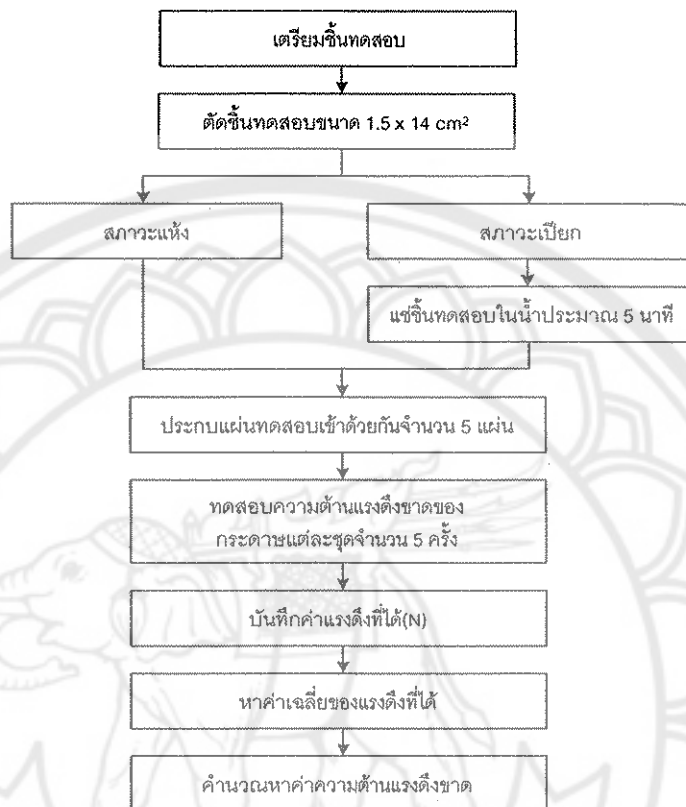 เตรียมชิ้นทดสอบ
ตัดชิ้นทดสอบขนาด 1.5 x 14 cm²
สภาวะแห้ง
สภาวะเปียก
แช่ชิ้นทดสอบในน้ำประมาณ 5 นาที
ประกบแผ่นทดสอบเข้าด้วยกันจำนวน 5 แผ่น
ทดสอบความต้านแรงดึงขาดของ
กระดาษแต่ละชุดจำนวน 5 ครั้ง
บันทึกค่าแรงดึงที่ได้(N)
หาค่าเฉลี่ยของแรงดึงที่ได้
คำนวณหาค่าความต้านแรงดึงขาด